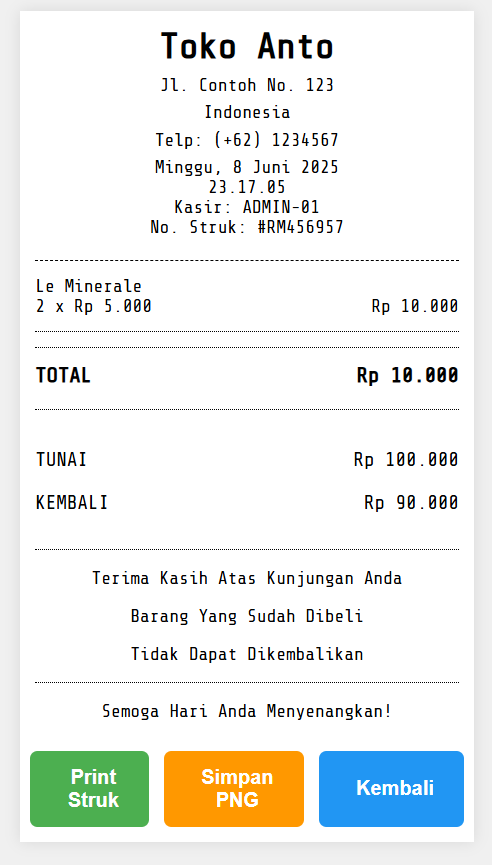 Toko Anto
Jl. Contoh No. 123
Indonesia
Telp: (+62) 1234567
Minggu, 8 Juni 2025
23.17.05
Kasir: ADMIN-01
No. Struk: #RM456957
Le Minerale
2 x Rp 5.000 Rp 10.000
TOTAL Rp 10.000
TUNAI Rp 100.000
KEMBALI Rp 90.000
Terima Kasih Atas Kunjungan Anda
Barang Yang Sudah Dibeli
Tidak Dapat Dikembalikan
Semoga Hari Anda Menyenangkan!
Print
Struk
Simpan
PNG
Kembali